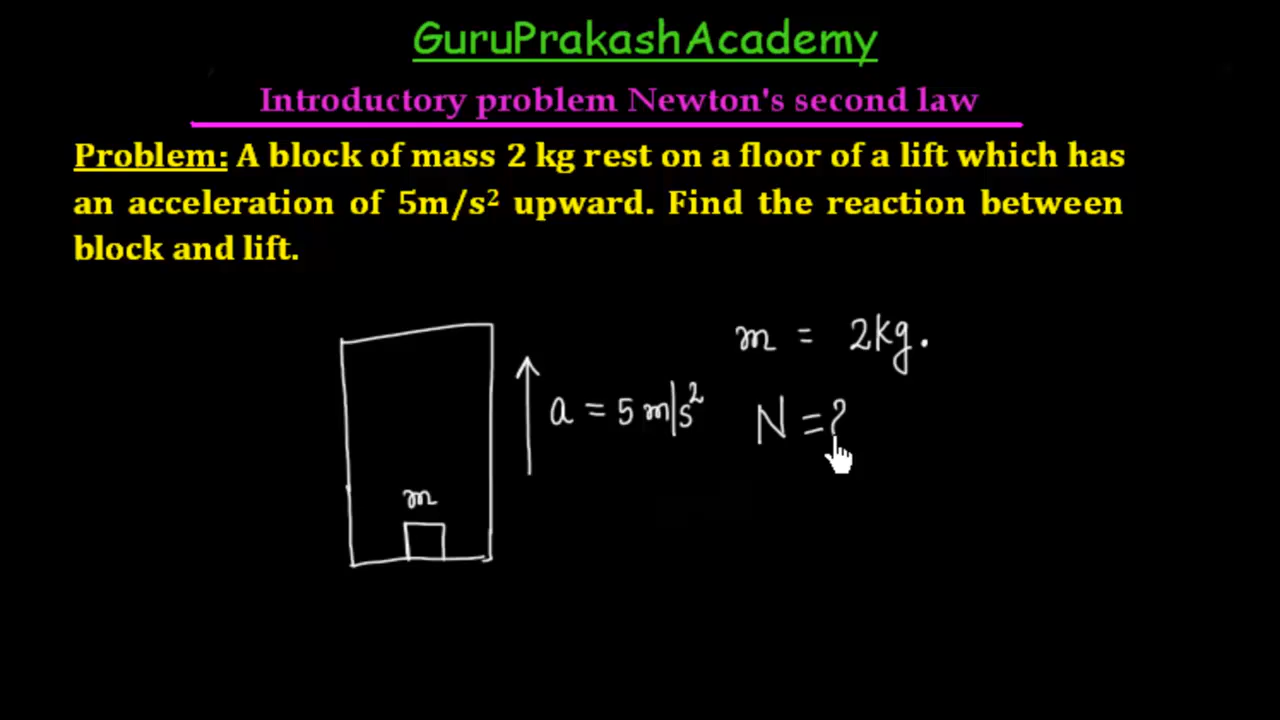 GuruPrakashAcademy
Introductory problem Newton's second law
Problem: A block of mass 2 kg rest on a floor of a lift which has
an acceleration of 5m/s² upward. Find the reaction between
block and lift.
m = 2kg.
a = 5 m/s²
N = ?
m